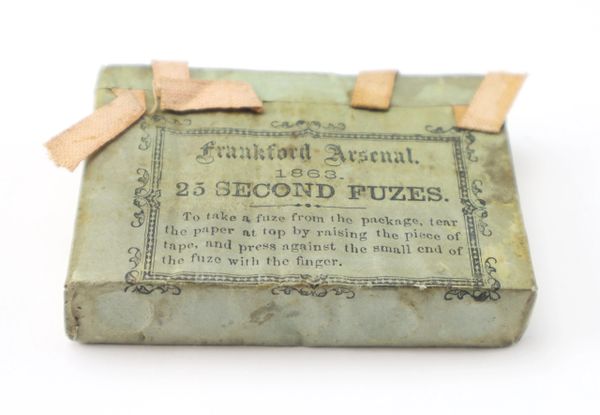 Frankford Arsenal.
1863.
25 SECOND FUZES.
To take a fuze from the package, tear
the paper at top by raising the piece of
tape, and press against the small end of
the fuze with the finger.